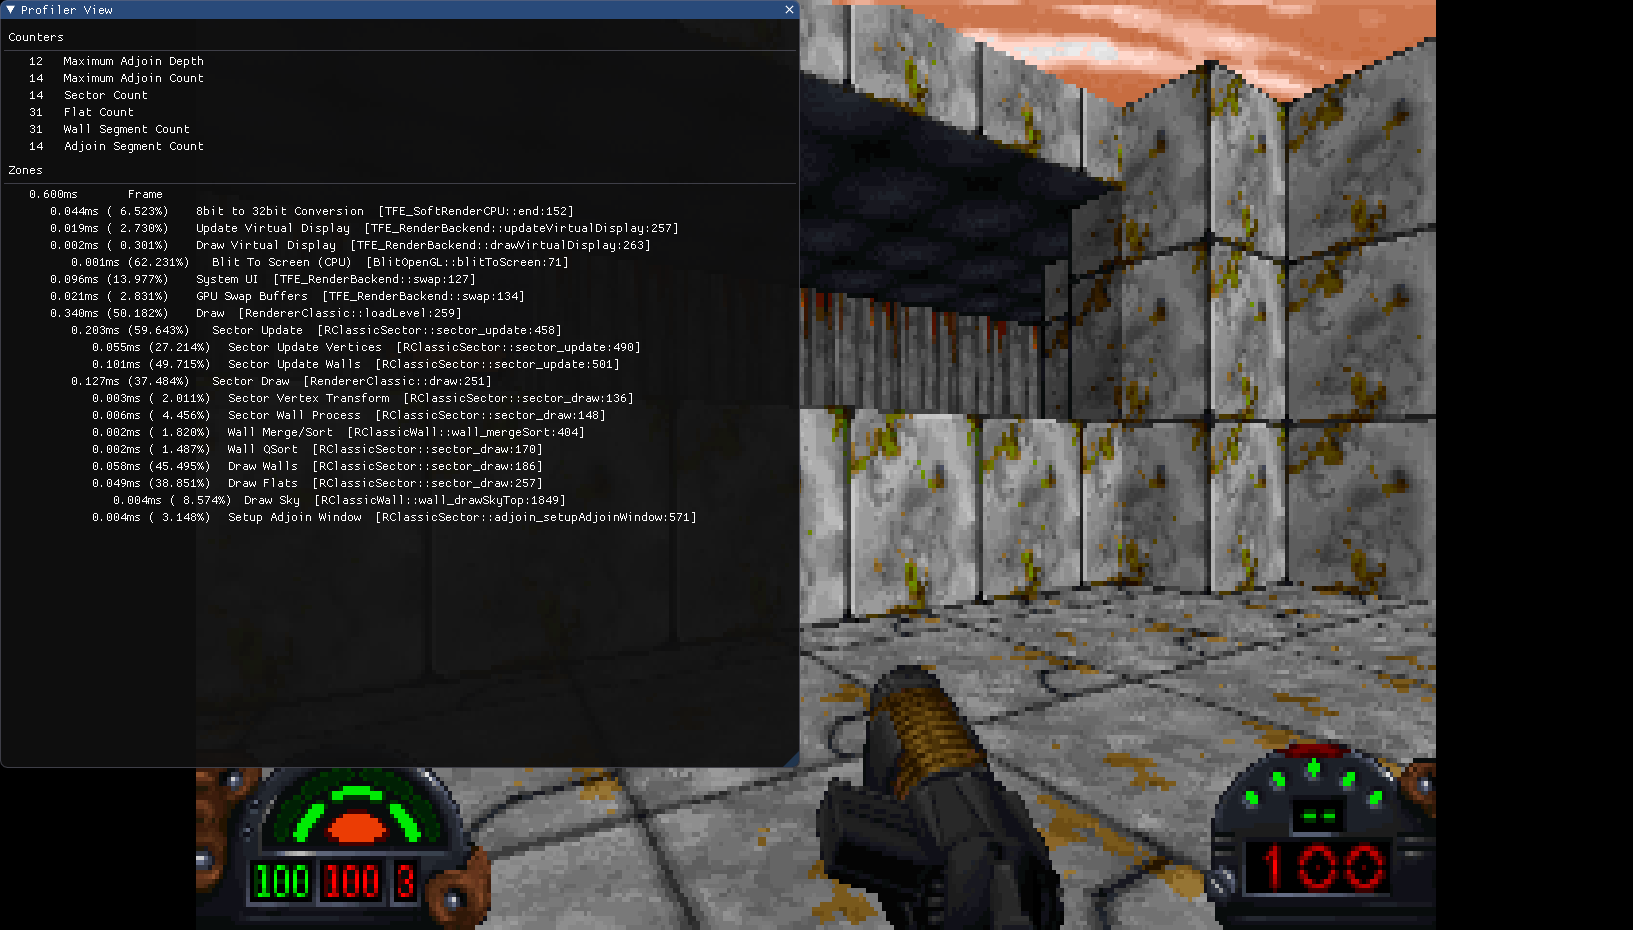 Profiler View
Counters
12 Maximum Adjoin Depth
14 Maximum Adjoin Count
14 Sector Count
31 Flat Count
31 Wall Segment Count
14 Adjoin Segment Count
Zones
0.600ms Frame
0.044ms ( 6.523%) 8bit to 32bit Conversion [TFE_SoftRenderCPU::end:152]
0.019ms ( 2.730%) Update Virtual Display [TFE_RenderBackend::updateVirtualDisplay:257]
0.002ms ( 0.301%) Draw Virtual Display [TFE_RenderBackend::drawVirtualDisplay:263]
0.001ms (62.231%) Blit To Screen (CPU) [BlitOpenGL::blitToScreen:71]
0.096ms (13.977%) System UI [TFE_RenderBackend::swap:127]
0.021ms ( 2.831%) GPU Swap Buffers [TFE_RenderBackend::swap:134]
0.340ms (50.182%) Draw [RendererClassic::loadLevel:259]
0.203ms (59.643%) Sector Update [RClassicSector::sector_update:458]
0.055ms (27.214%) Sector Update Vertices [RClassicSector::sector_update:490]
0.101ms (49.715%) Sector Update Walls [RClassicSector::sector_update:501]
0.127ms (37.484%) Sector Draw [RendererClassic::draw:251]
0.003ms ( 2.011%) Sector Vertex Transform [RClassicSector::sector_draw:136]
0.006ms ( 4.456%) Sector Wall Process [RClassicSector::sector_draw:148]
0.002ms ( 1.820%) Wall Merge/Sort [RClassicWall::wall_mergeSort:404]
0.002ms ( 1.487%) Wall QSort [RClassicSector::sector_draw:170]
0.058ms (45.495%) Draw Walls [RClassicSector::sector_draw:186]
0.049ms (38.851%) Draw Flats [RClassicSector::sector_draw:257]
0.004ms ( 8.574%) Draw Sky [RClassicWall::wall_drawSkyTop:1849]
0.004ms ( 3.148%) Setup Adjoin Window [RClassicSector::adjoin_setupAdjoinWindow:571]
--
100 100 3
100